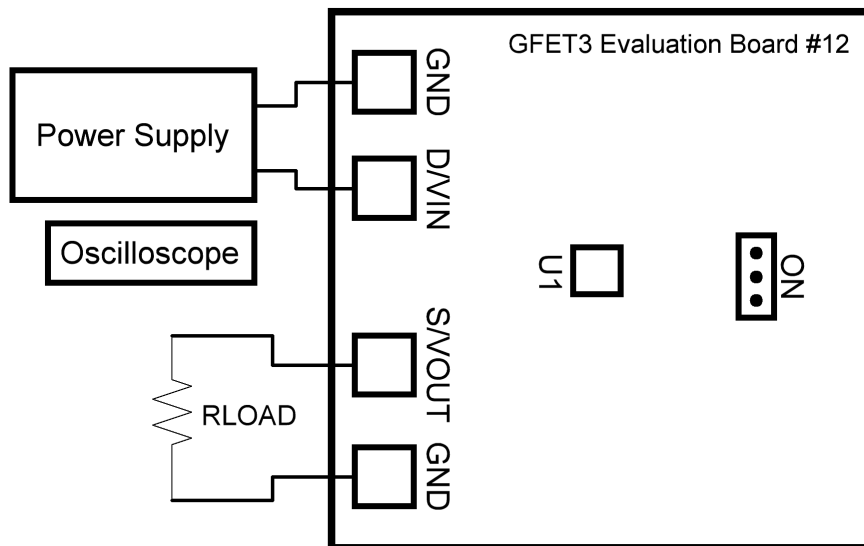 GFET3 Evaluation Board #12
GND
Power Supply
D/VIN
Oscilloscope
U1
ON
S/VOUT
RLOAD
GND